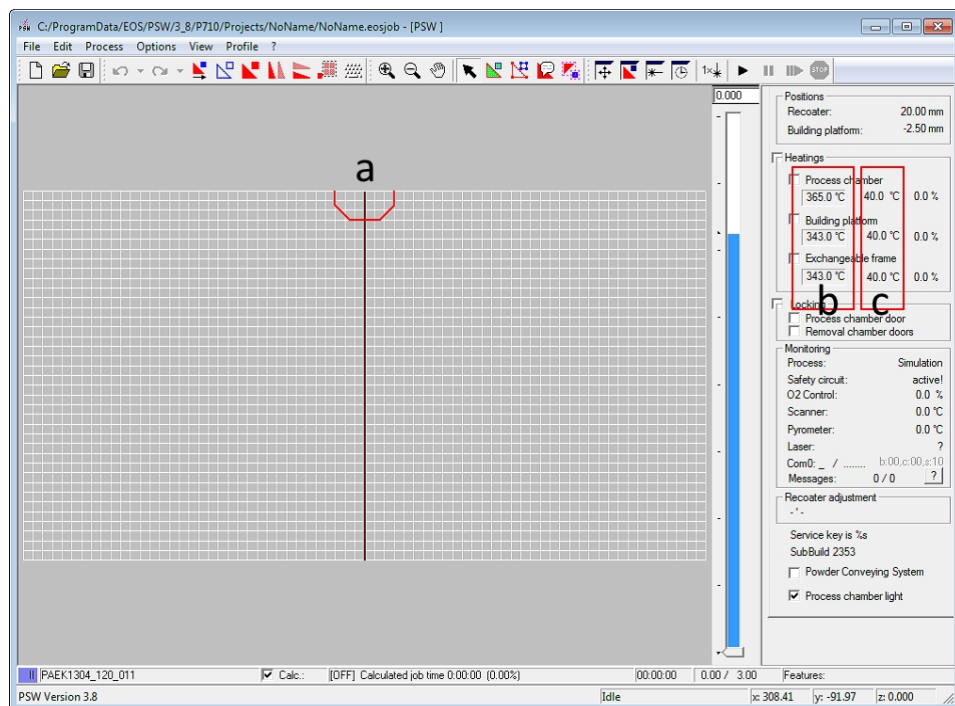 C:/ProgramData/EOS/PSW/3_8/P710/Projects/NoName/NoName.eosjob - [PSW ]
File Edit Process Options View Profile ?
1x
STOP
0.000
a
Positions
Recoater: 20.00 mm
Building platform: -2.50 mm
Heatings
Process chamber
365.0 °C 40.0 °C 0.0 %
Building platform
343.0 °C 40.0 °C 0.0 %
Exchangeable frame
343.0 °C 40.0 °C 0.0 %
b c
Locking
Process chamber door
Removal chamber doors
Monitoring
Process: Simulation
Safety circuit: active!
O2 Control: 0.0 %
Scanner: 0.0 °C
Pyrometer: 0.0 °C
Laser: ?
Com0: _ / ........ b:00,c:00,s:10
Messages: 0 / 0 ?
Recoater adjustment
- ' -
Service key is %s
SubBuild 2353
Powder Conveying System
Process chamber light
PAEK1304_120_011 Calc.: [OFF] Calculated job time 0:00:00 (0.00%) 00:00:00 0.00 / 3.00 Features:
PSW Version 3.8 Idle x: 308.41 y: -91.97 z: 0.000